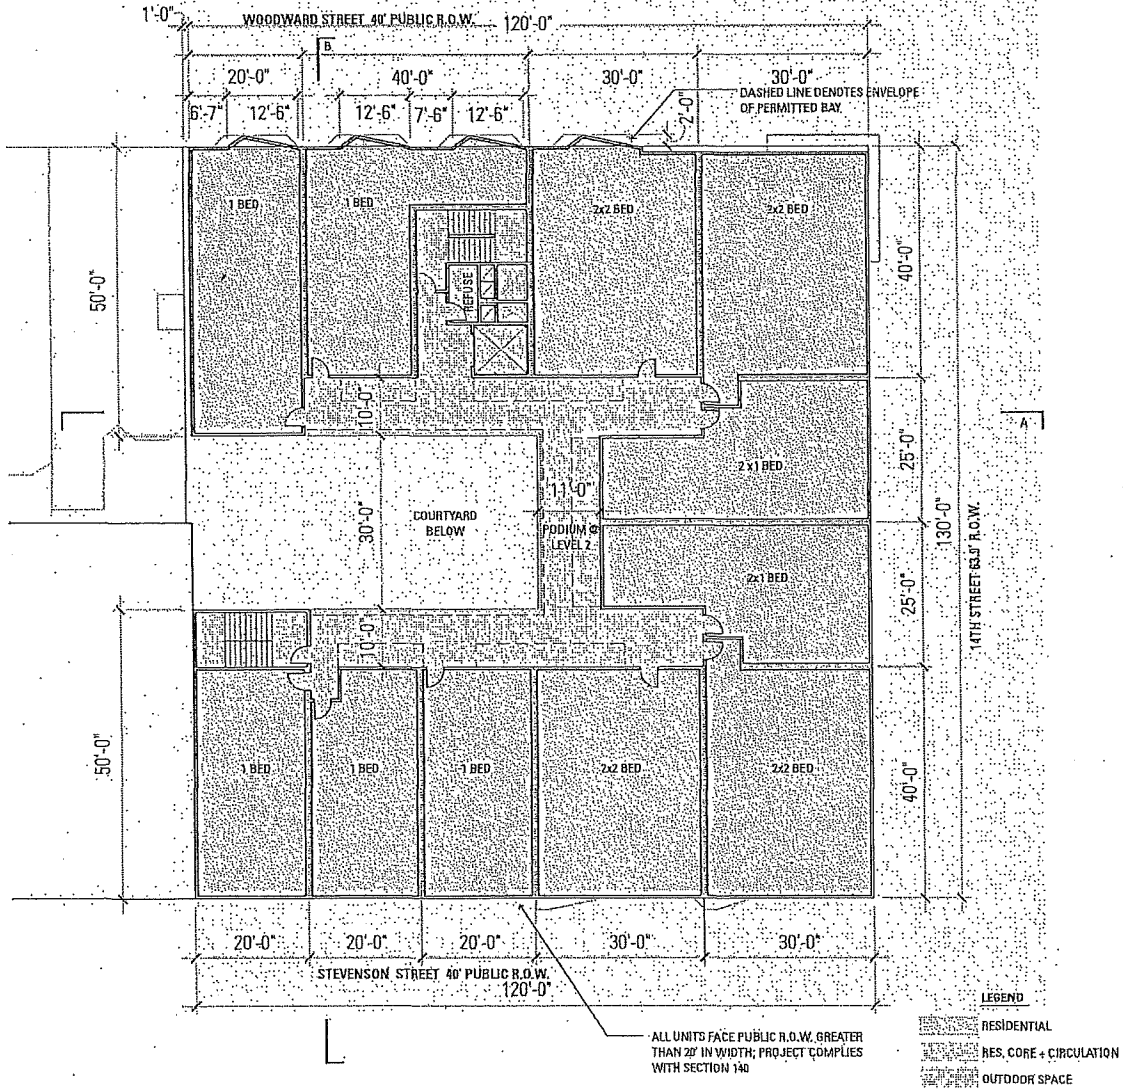 1'-0"
WOODWARD STREET 40' PUBLIC R.O.W.
120'-0"
B
20'-0"
40'-0"
30'-0"
30'-0"
DASHED LINE DENOTES ENVELOPE
OF PERMITTED BAY
6'-7"
12'-6"
12'-6"
7'-6"
12'-6"
2'-0"
1 BED
1 BED
2x2 BED
2x2 BED
50'-0"
40'-0"
REFUSE
10'-0"
A
25'-0"
2 x1 BED
11'-0"
COURTYARD
BELOW
30'-0"
PODIUM @
LEVEL 2
130'-0"
14TH STREET 63.9' R.O.W.
2x1 BED
25'-0"
10'-0"
50'-0"
1 BED
1 BED
1 BED
2x2 BED
2x2 BED
40'-0"
20'-0"
20'-0"
20'-0"
30'-0"
30'-0"
STEVENSON STREET 40' PUBLIC R.O.W.
120'-0"
LEGEND
RESIDENTIAL
RES. CORE + CIRCULATION
OUTDOOR SPACE
ALL UNITS FACE PUBLIC R.O.W. GREATER
THAN 20' IN WIDTH; PROJECT COMPLIES
WITH SECTION 140